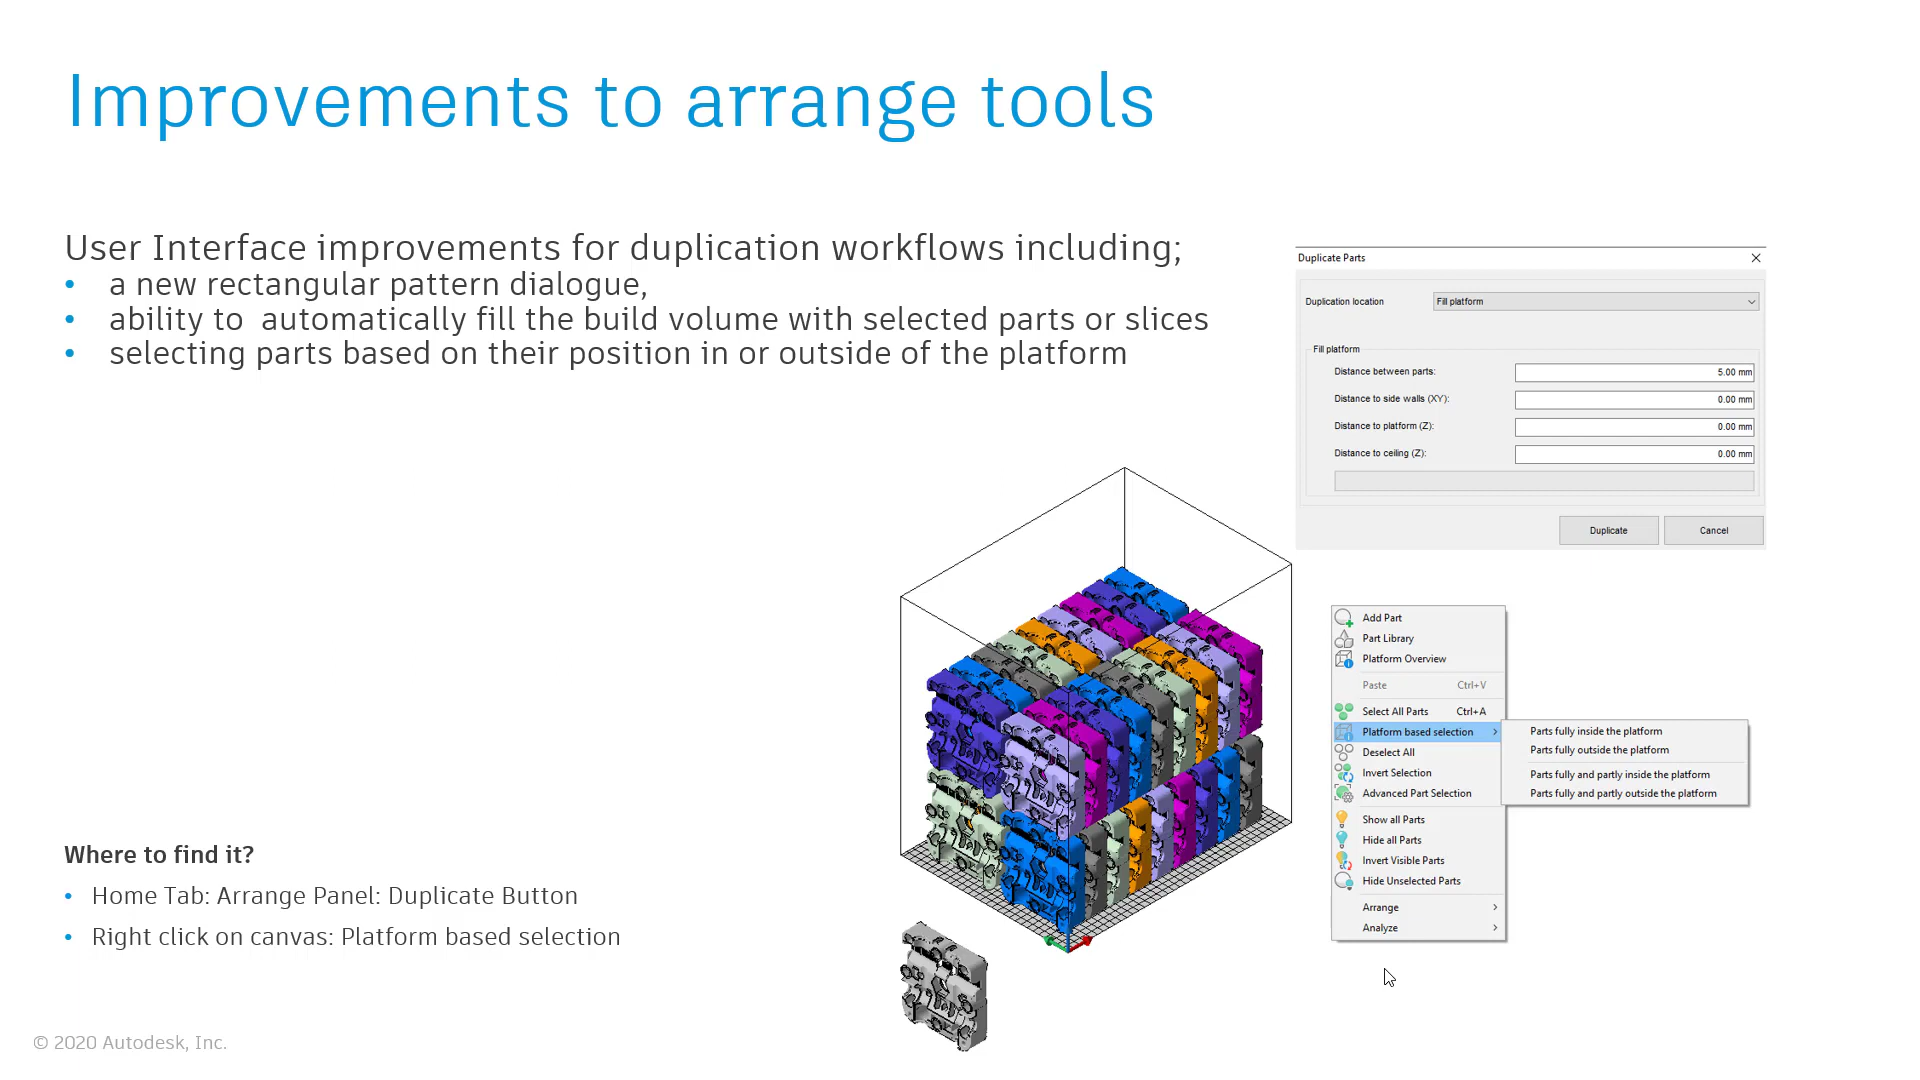 Improvements to arrange tools
User Interface improvements for duplication workflows including;
• a new rectangular pattern dialogue,
• ability to  automatically fill the build volume with selected parts or slices
• selecting parts based on their position in or outside of the platform
Duplicate Parts
Duplication location Fill platform
Fill platform
Distance between parts: 5.00 mm
Distance to side walls (XY): 0.00 mm
Distance to platform (Z): 0.00 mm
Distance to ceiling (Z): 0.00 mm
Duplicate Cancel
Add Part
Part Library
Platform Overview
Paste Ctrl+V
Select All Parts Ctrl+A
Platform based selection
Deselect All
Invert Selection
Advanced Part Selection
Show all Parts
Hide all Parts
Invert Visible Parts
Hide Unselected Parts
Arrange
Analyze
Parts fully inside the platform
Parts fully outside the platform
Parts fully and partly inside the platform
Parts fully and partly outside the platform
Where to find it?
• Home Tab: Arrange Panel: Duplicate Button
• Right click on canvas: Platform based selection
© 2020 Autodesk, Inc.